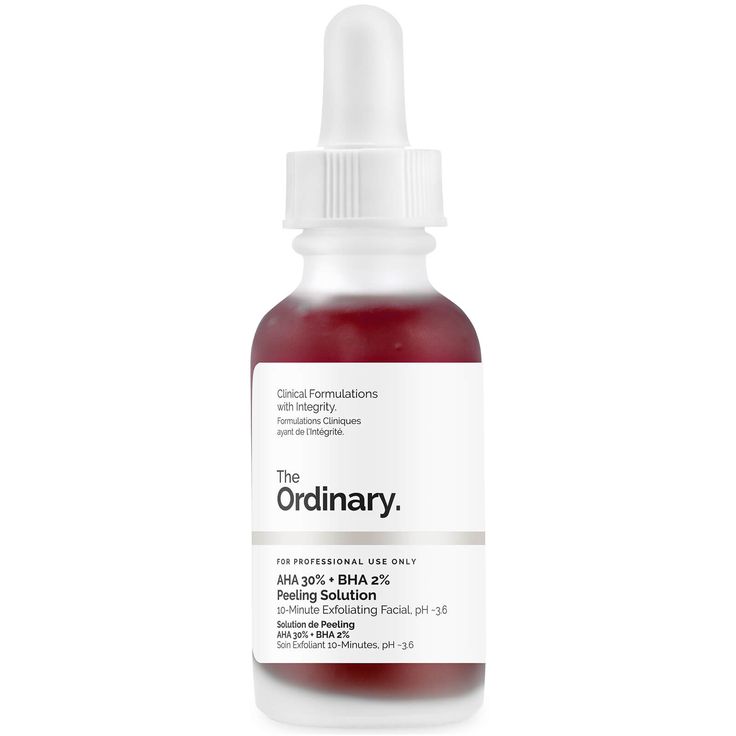 Clinical Formulations
with Integrity.
Formulations Cliniques
ayant de l'Intégrité.
The
Ordinary.
FOR PROFESSIONAL USE ONLY
AHA 30% + BHA 2%
Peeling Solution
10-Minute Exfoliating Facial, pH ~3.6
Solution de Peeling
AHA 30% + BHA 2%
Soin Exfoliant 10-Minutes, pH ~3.6